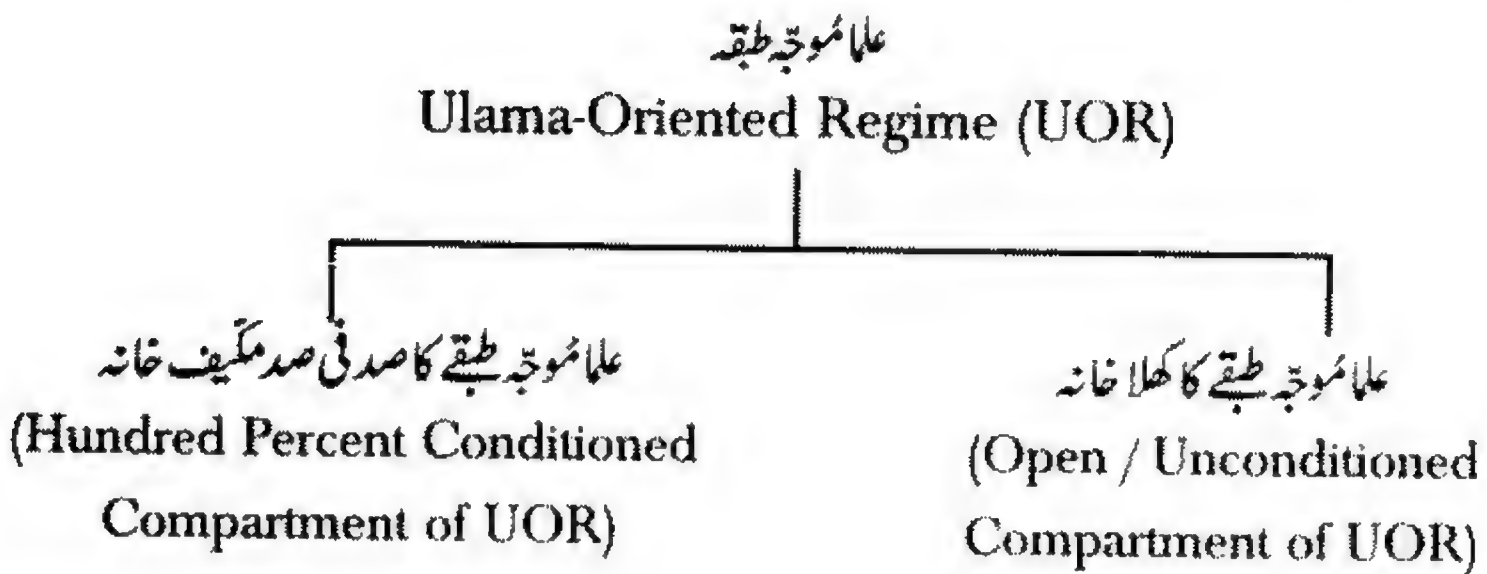 علما مُوجّہ طبقہ
Ulama-Oriented Regime (UOR)
علما مُوجّہ طبقے کا صد فی صد مکیّف خانہ
(Hundred Percent Conditioned
Compartment of UOR)
علما مُوجّہ طبقے کا کھلا خانہ
(Open / Unconditioned
Compartment of UOR)